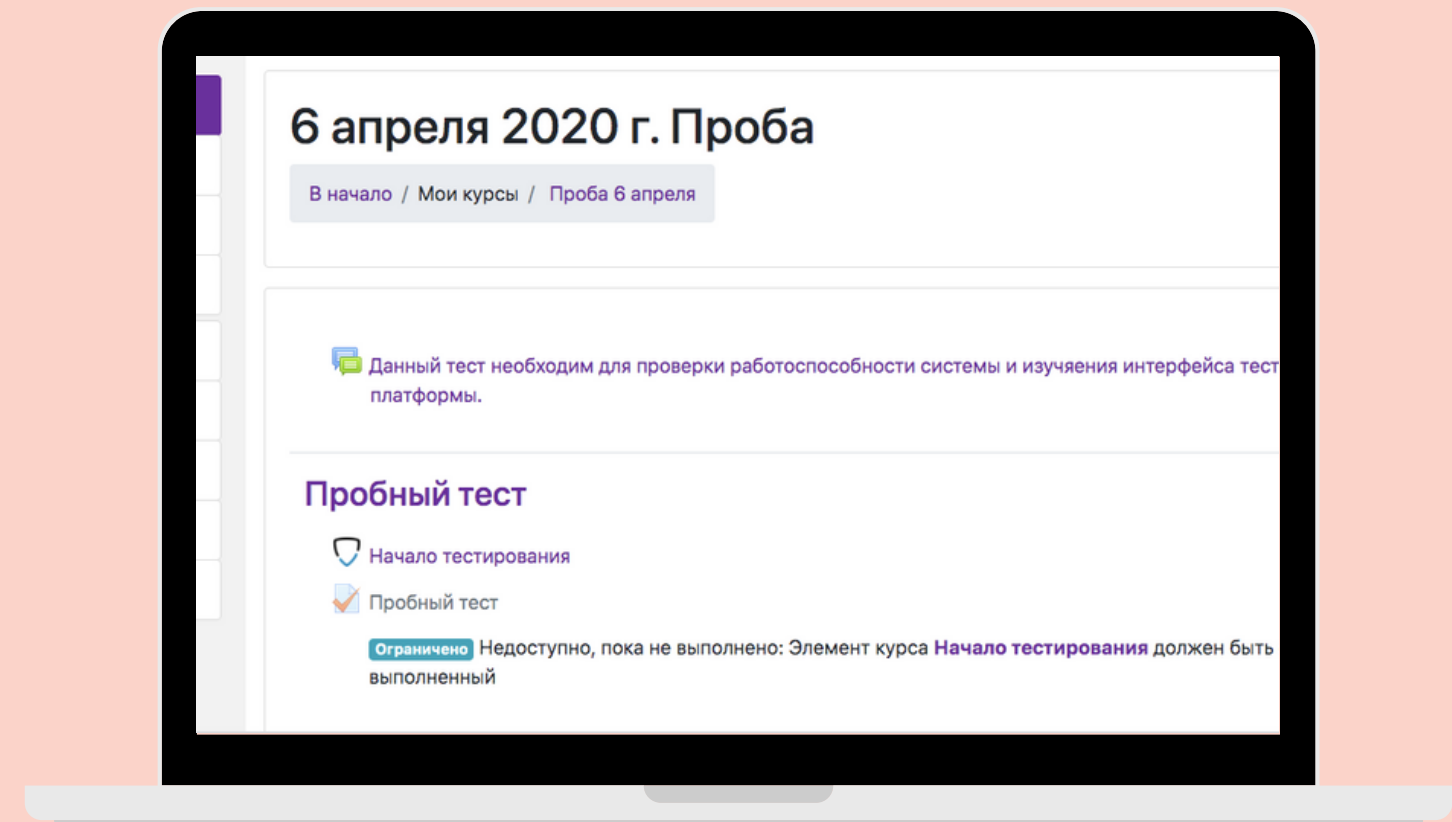 6 апреля 2020 г. Проба
В начало / Мои курсы / Проба 6 апреля
Данный тест необходим для проверки работоспособности системы и изучяения интерфейса тест
платформы.
Пробный тест
Начало тестирования
Пробный тест
Ограничено Недоступно, пока не выполнено: Элемент курса Начало тестирования должен быть
выполненный